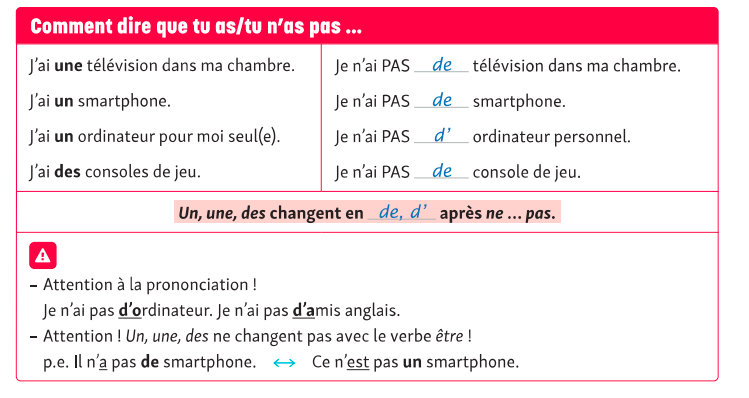 Comment dire que tu as/tu n'as pas ...
J'ai une télévision dans ma chambre.
Je n'ai PAS de télévision dans ma chambre.
J'ai un smartphone.
Je n'ai PAS de smartphone.
J'ai un ordinateur pour moi seul(e).
Je n'ai PAS d' ordinateur personnel.
J'ai des consoles de jeu.
Je n'ai PAS de console de jeu.
Un, une, des changent en de, d' après ne ... pas.
– Attention à la prononciation !
Je n'ai pas d'ordinateur. Je n'ai pas d'amis anglais.
– Attention ! Un, une, des ne changent pas avec le verbe être !
p.e. Il n'a pas de smartphone. ↔ Ce n'est pas un smartphone.